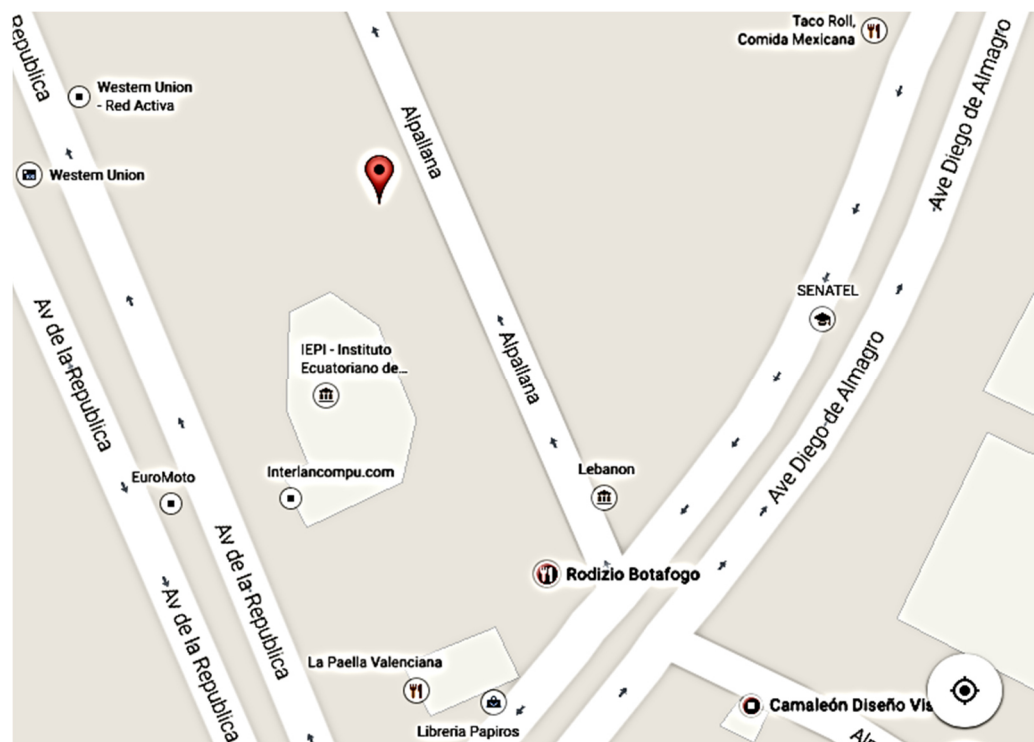 Republica
Taco Roll,
Comida Mexicana
Western Union
- Red Activa
Alpallana
Ave Diego de Almagro
Western Union
SENATEL
Av de la Republica
IEPI - Instituto
Ecuatoriano de...
Alpallana
Ave Diego de Almagro
Lebanon
Interlancompu.com
EuroMoto
Av de la Republica
Rodizio Botafogo
Av de la Republica
La Paella Valenciana
Camaleón Diseño Vis
Libreria Papiros